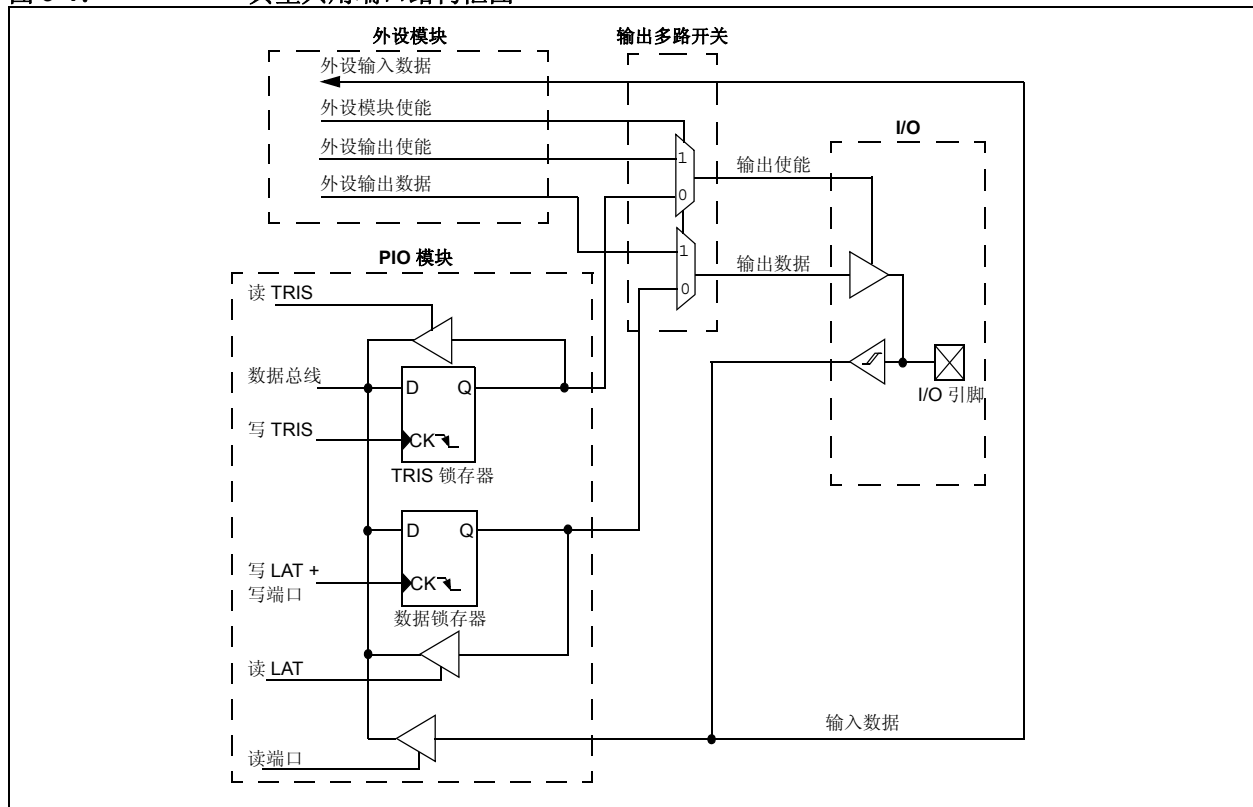 外设模块
输出多路开关
外设输入数据
外设模块使能
外设输出使能
外设输出数据
1
0
1
0
输出使能
输出数据
I/O
I/O 引脚
PIO 模块
读 TRIS
数据总线
D Q
写 TRIS
CK
TRIS 锁存器
D Q
写 LAT +
写端口
CK
数据锁存器
读 LAT
输入数据
读端口